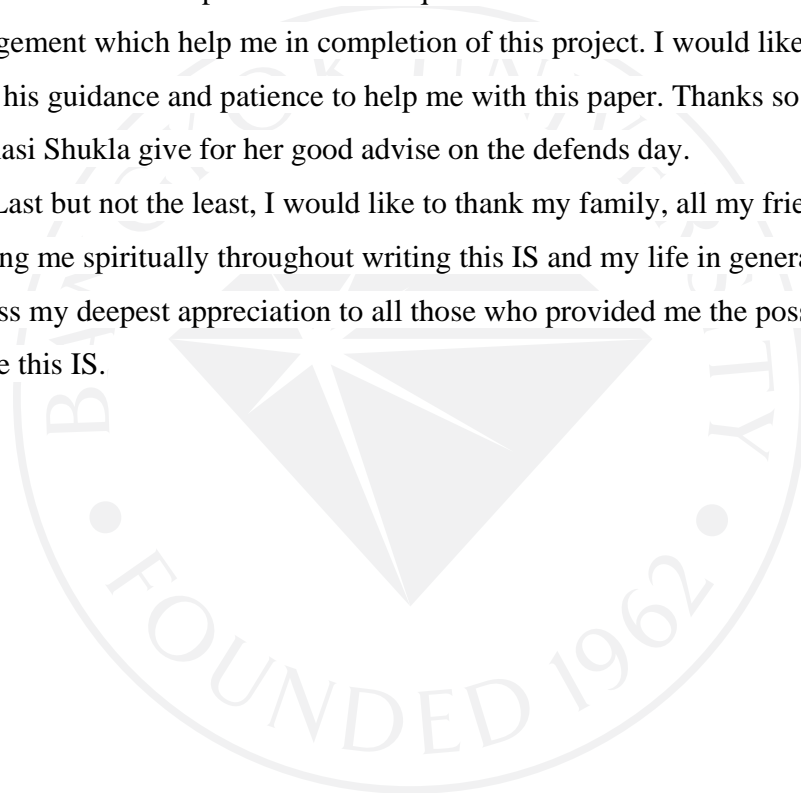 gement which help me in completion of this project. I would like
his guidance and patience to help me with this paper. Thanks so
asi Shukla give for her good advise on the defends day.
Last but not the least, I would like to thank my family, all my frie
ng me spiritually throughout writing this IS and my life in genera
ss my deepest appreciation to all those who provided me the poss
e this IS.
BANGKOK UNIVERSITY
FOUNDED 1962